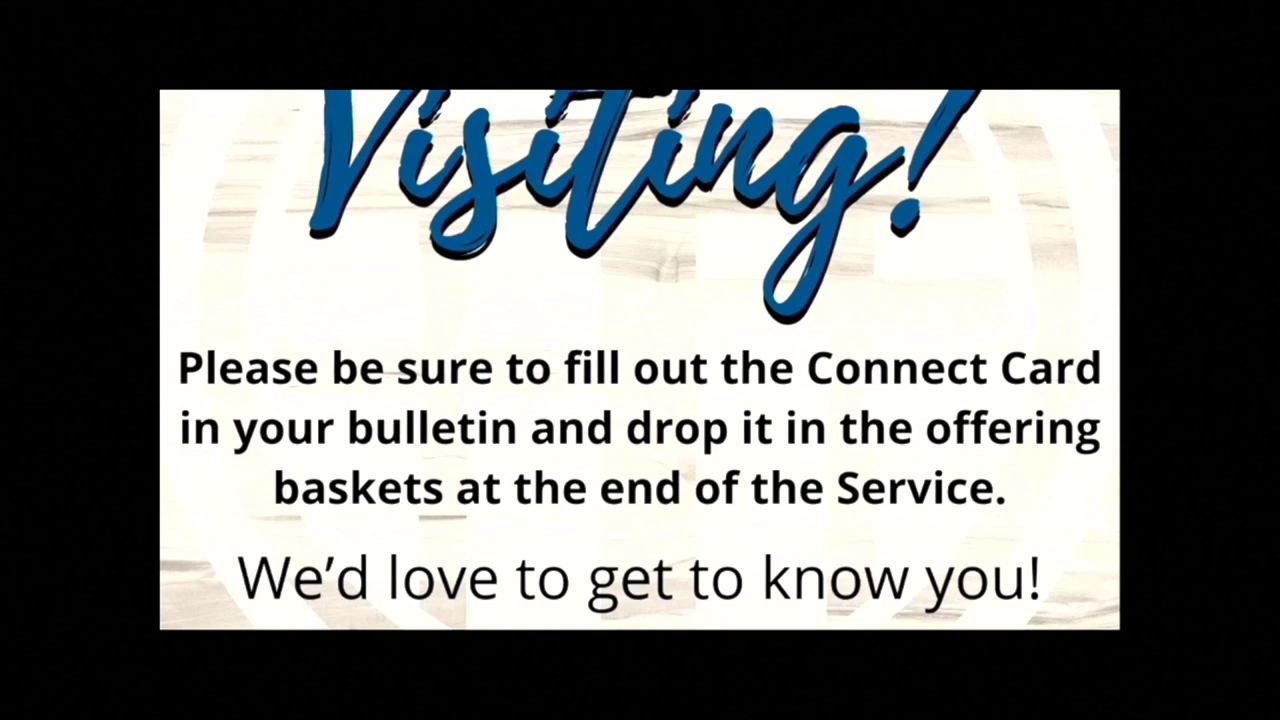 Visiting!
Please be sure to fill out the Connect Card
in your bulletin and drop it in the offering
baskets at the end of the Service.
We’d love to get to know you!